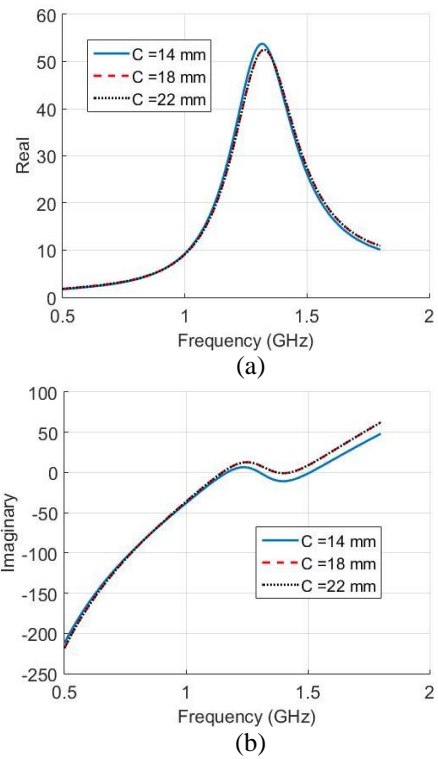 60
50
40
30
20
10
0
Real
C =14 mm
C =18 mm
C =22 mm
0.5 1 1.5 2
Frequency (GHz)
(a)
100
50
0
-50
-100
-150
-200
-250
Imaginary
C =14 mm
C =18 mm
C =22 mm
0.5 1 1.5 2
Frequency (GHz)
(b)